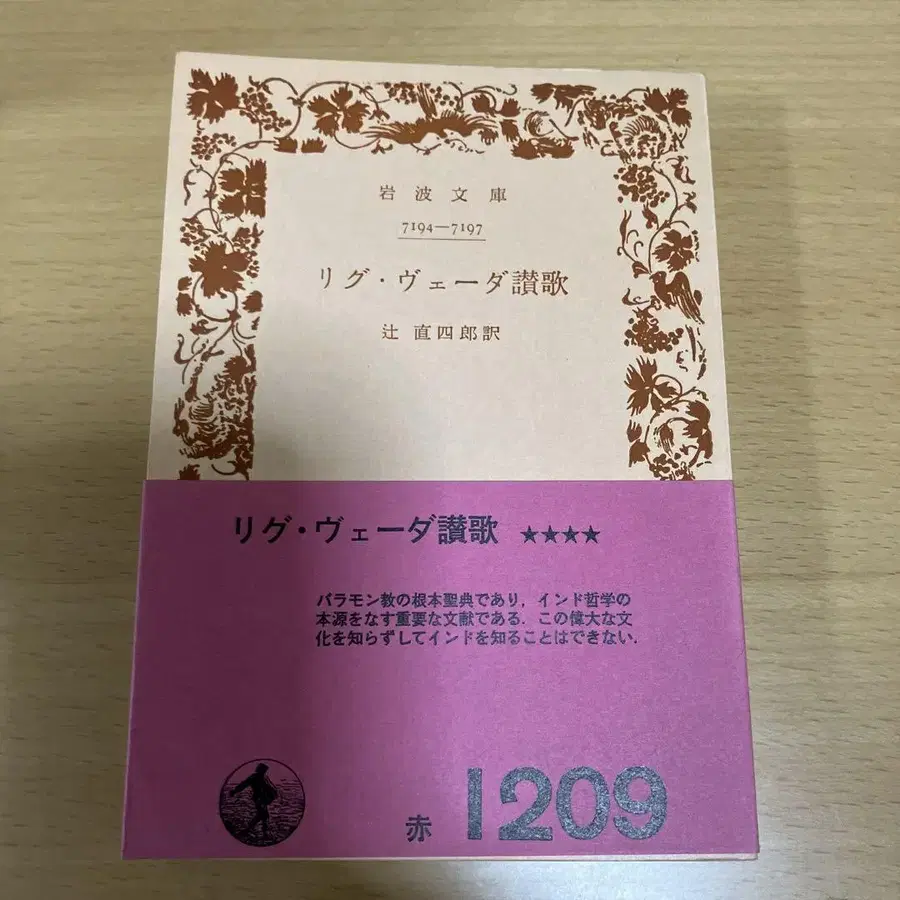 岩波文庫
7194—7197
リグ・ヴェーダ讃歌
辻 直四郎訳
リグ・ヴェーダ讃歌 ★★★★
バラモン教の根本聖典であり，インド哲学の
本源をなす重要な文献である．この偉大な文
化を知らずしてインドを知ることはできない．
赤 1209